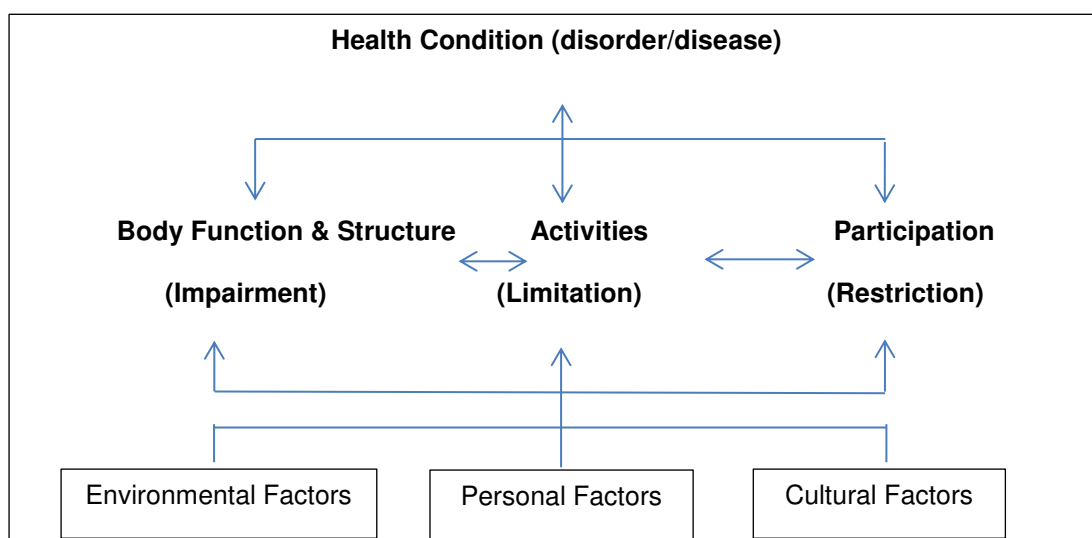 Health Condition (disorder/disease)
Body Function & Structure Activities Participation
(Impairment) (Limitation) (Restriction)
Environmental Factors Personal Factors Cultural Factors